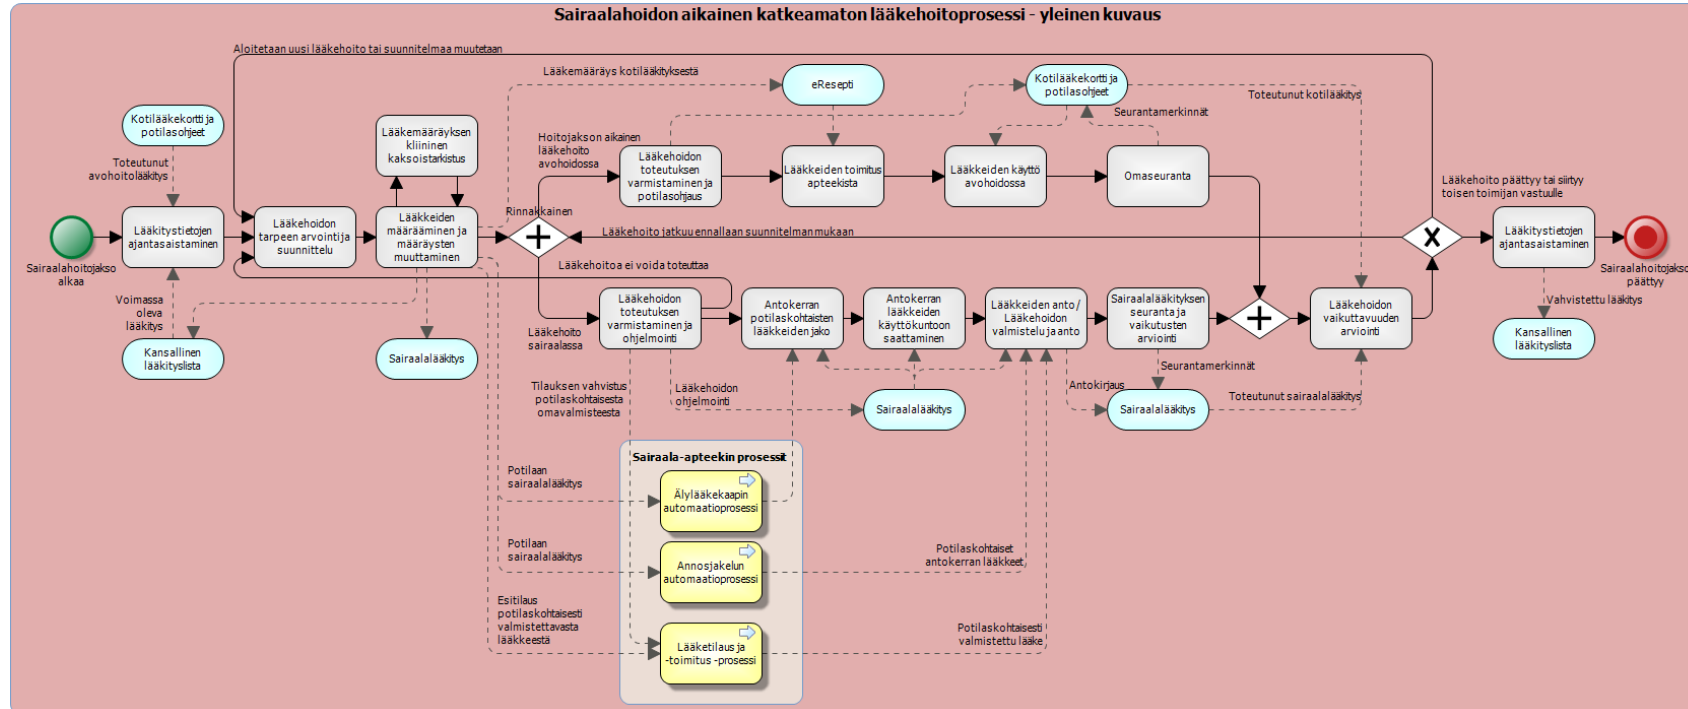 Sairaalahoidon aikainen katkeamaton lääkehoitoprosessi - yleinen kuvaus
Aloitetaan uusi lääkehoito tai suunnitelmaa muutetaan
Lääkemääräys kotilääkityksestä
eResepti
Kotilääkekortti ja
potilasohjeet
Toteutunut kotilääkitys
Kotilääkekortti ja
potilasohjeet
Lääkemääräyksen
kliininen
kaksoistarkistus
Seurantamerkinnät
Hoitojakson aikainen
lääkehoito
avohoidossa
Lääkehoidon
toteutuksen
varmistaminen ja
potilasohjaus
Lääkkeiden toimitus
apteekista
Lääkkeiden käyttö
avohoidossa
Omaseuranta
Toteutunut
avohoitolääkitys
Lääkehoito päättyy tai siirtyy
toisen toimijan vastuulle
Sairaalahoitojakso
alkaa
Lääkitystietojen
ajantasaistaminen
Lääkehoidon
tarpeen arviointi ja
suunnittelu
Lääkkeiden
määrääminen ja
määräysten
muuttaminen
Rinnakkainen
Lääkehoito jatkuu ennallaan suunnitelman mukaan
Lääkitystietojen
ajantasaistaminen
Sairaalahoitojakso
päättyy
Lääkehoitoa ei voida toteuttaa
Voimassa
oleva
lääkitys
Lääkehoito
sairaalassa
Lääkehoidon
toteutuksen
varmistaminen ja
ohjelmointi
Antokerran
potilaskohtaisten
lääkkeiden jako
Antokerran
lääkkeiden
käyttökuntoon
saattaminen
Lääkkeiden anto /
Lääkehoidon
valmistelu ja anto
Sairaalalääkityksen
seuranta ja
vaikutusten
arviointi
Lääkehoidon
vaikuttavuuden
arviointi
Vahvistettu lääkitys
Kansallinen
lääkityslista
Sairaalalääkitys
Kansallinen
lääkityslista
Tilauksen vahvistus
potilaskohtaisesta
omavalmisteesta
Lääkehoidon
ohjelmointi
Sairaalalääkitys
Antokirjaus
Seurantamerkinnät
Sairaalalääkitys
Toteutunut sairaalalääkitys
Sairaala-apteekin prosessit
Potilaan
sairaalalääkitys
Älylääkekaapin
automaatioprosessi
Potilaan
sairaalalääkitys
Annosjakelun
automaatioprosessi
Potilaskohtaiset
antokerran lääkkeet
Esitilaus
potilaskohtaisesti
valmistettavasta
lääkkeestä
Lääketilaus ja
-toimitus -prosessi
Potilaskohtaisesti
valmistettu lääke